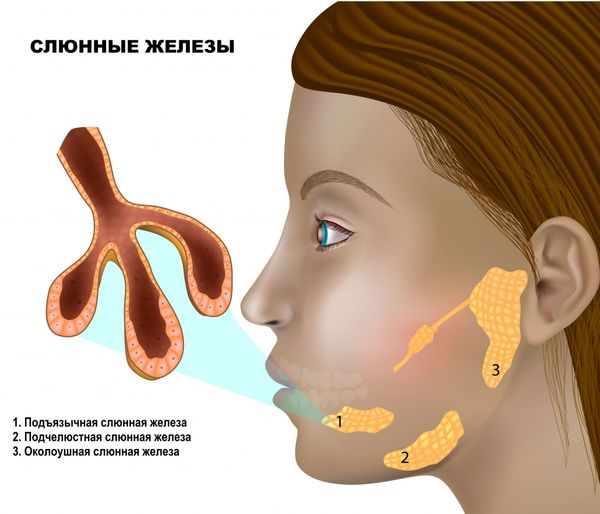 СЛЮННЫЕ ЖЕЛЕЗЫ
1
2
3
1. Подъязычная слюнная железа
2. Подчелюстная слюнная железа
3. Околоушная слюнная железа